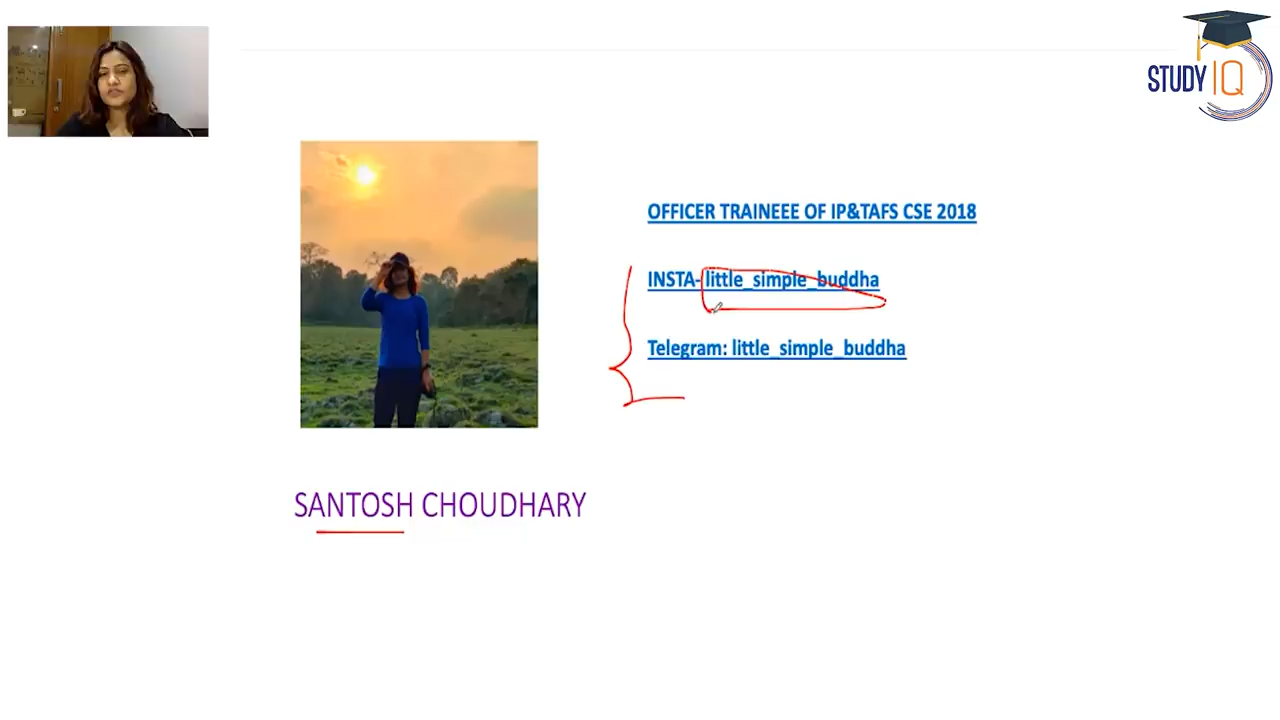 STUDY IQ
OFFICER TRAINEEE OF IP&TAFS CSE 2018
INSTA- little_simple_buddha
Telegram: little_simple_buddha
SANTOSH CHOUDHARY